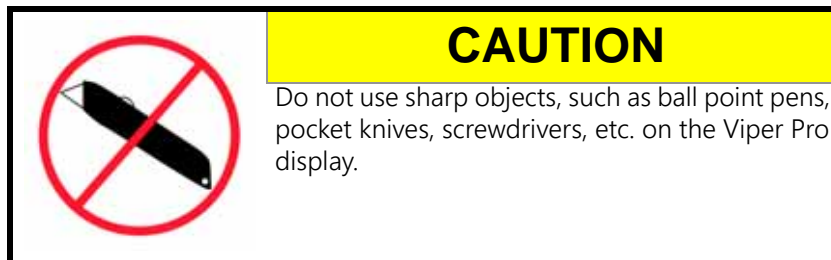 CAUTION
Do not use sharp objects, such as ball point pens,
pocket knives, screwdrivers, etc. on the Viper Pro
display.